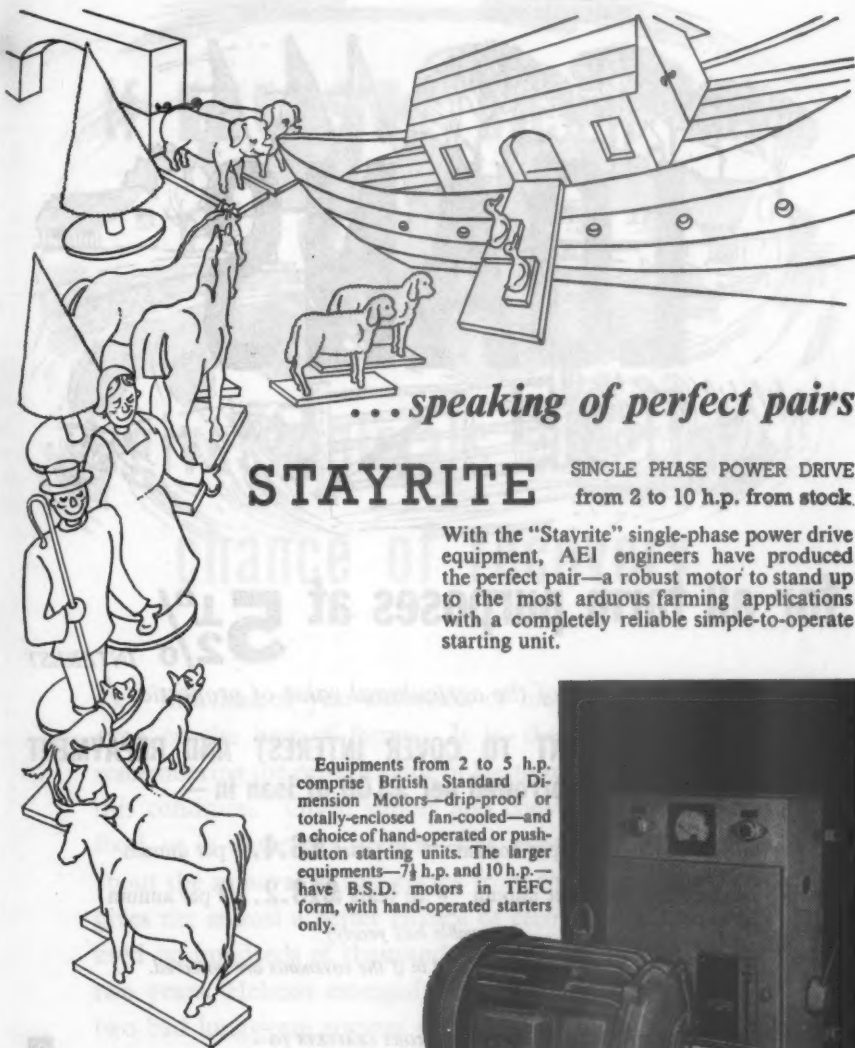 ...speaking of perfect pairs
STAYRITE
SINGLE PHASE POWER DRIVE
from 2 to 10 h.p. from stock.
With the "Stayrite" single-phase power drive
equipment, AEI engineers have produced
the perfect pair—a robust motor to stand up
to the most arduous farming applications
with a completely reliable simple-to-operate
starting unit.
Equipments from 2 to 5 h.p.
comprise British Standard Di-
mension Motors—drip-proof or
totally-enclosed fan-cooled—and
a choice of hand-operated or push-
button starting units. The larger
equipments—7½ h.p. and 10 h.p.—
have B.S.D. motors in TEFC
form, with hand-operated starters
only.